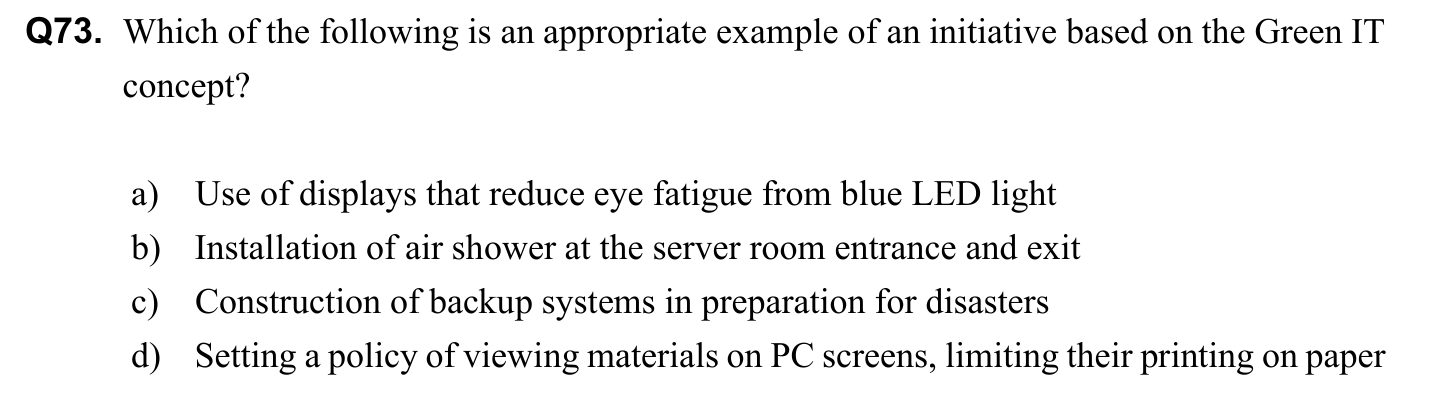 Q73. Which of the following is an appropriate example of an initiative based on the Green IT
concept?
a) Use of displays that reduce eye fatigue from blue LED light
b) Installation of air shower at the server room entrance and exit
c) Construction of backup systems in preparation for disasters
d) Setting a policy of viewing materials on PC screens, limiting their printing on paper